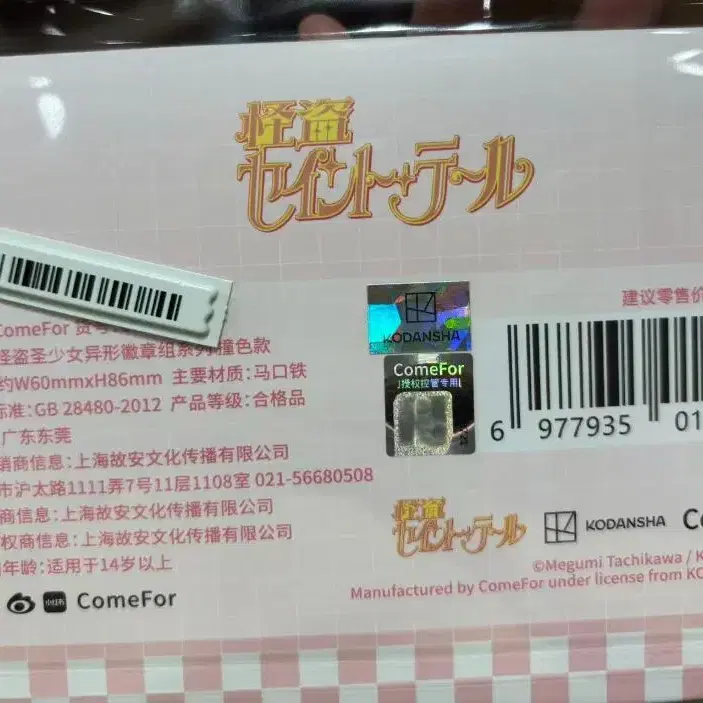 怪盗
セイント・テール
KODANSHA
建议零售价
ComeFor 货号
怪盗圣少女异形徽章组系列撞色款
约W60mmxH86mm 主要材质:马口铁
标准:GB 28480-2012 产品等级:合格品
广东东莞
销商信息:上海故安文化传播有限公司
市沪太路1111弄7号11层1108室 021-56680508
商信息:上海故安文化传播有限公司
权商信息:上海故安文化传播有限公司
年龄:适用于14岁以上
ComeFor
授权控管专用
6 977935 01
怪盗
セイント・テール
KODANSHA
©Megumi Tachikawa / K
Manufactured by ComeFor under license from KO
小红书
ComeFor